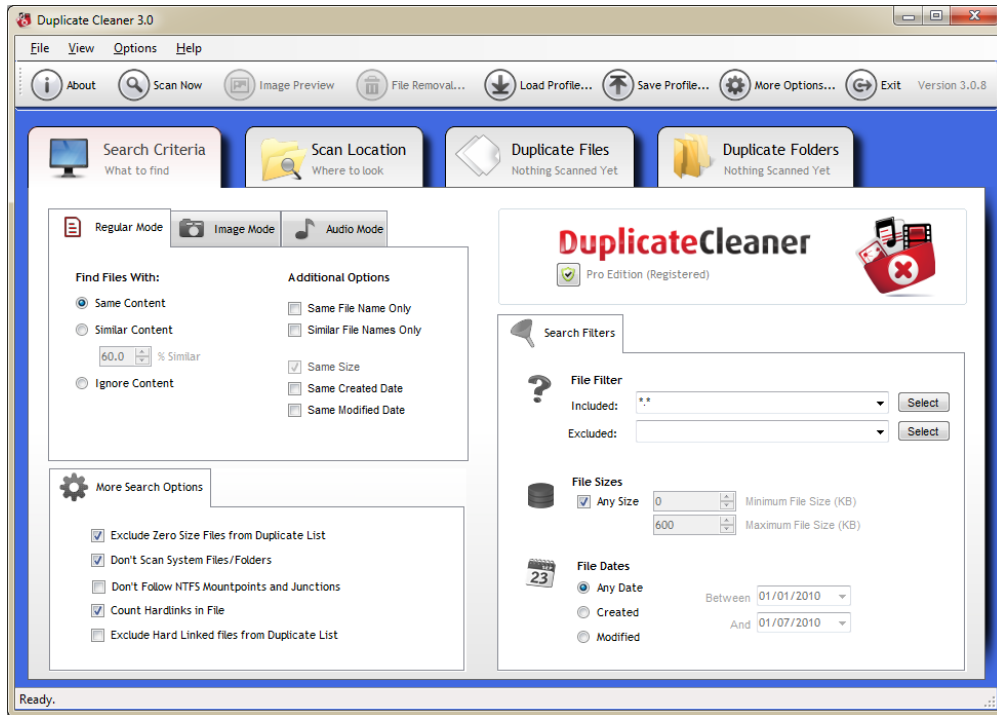 Duplicate Cleaner 3.0
File View Options Help
About Scan Now Image Preview File Removal... Load Profile... Save Profile... More Options... Exit Version 3.0.8
Search Criteria
What to find
Scan Location
Where to look
Duplicate Files
Nothing Scanned Yet
Duplicate Folders
Nothing Scanned Yet
Regular Mode Image Mode Audio Mode
Find Files With:
Same Content
Similar Content
60.0 % Similar
Ignore Content
Additional Options
Same File Name Only
Similar File Names Only
Same Size
Same Created Date
Same Modified Date
More Search Options
Exclude Zero Size Files from Duplicate List
Don't Scan System Files/Folders
Don't Follow NTFS Mountpoints and Junctions
Count Hardlinks in File
Exclude Hard Linked files from Duplicate List
DuplicateCleaner
Pro Edition (Registered)
Search Filters
File Filter
Included: *.* Select
Excluded: Select
File Sizes
Any Size 0 Minimum File Size (KB)
600 Maximum File Size (KB)
23
File Dates
Any Date
Created
Modified
Between 01/01/2010
And 01/07/2010
Ready.